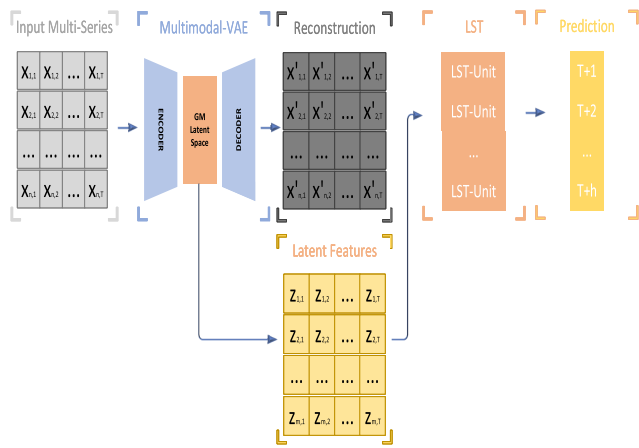 Input Multi-Series
X1,1 X1,2 ... X1,T
X2,1 X2,2 ... X2,T
... ... ... ...
Xn,1 Xn,2 ... Xn,T
Multimodal-VAE
ENCODER
GM
Latent
Space
DECODER
Reconstruction
X'1,1 X'1,2 ... X'1,T
X'2,1 X'2,2 ... X'2,T
... ... ... ...
X'n,1 X'n,2 ... X'n,T
Latent Features
Z1,1 Z1,2 ... Z1,T
Z2,1 Z2,2 ... Z2,T
... ... ... ...
Zm,1 Zm,2 ... Zm,T
LST
LST-Unit
LST-Unit
...
LST-Unit
Prediction
T+1
T+2
...
T+h